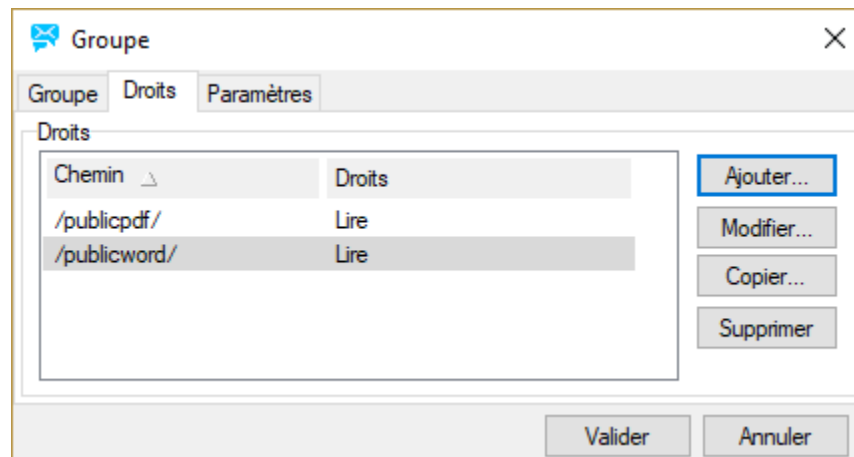 Groupe
Groupe Droits Paramètres
Droits
Chemin Droits Ajouter...
/publicpdf/ Lire Modifier...
/publicword/ Lire
Copier...
Supprimer
Valider Annuler